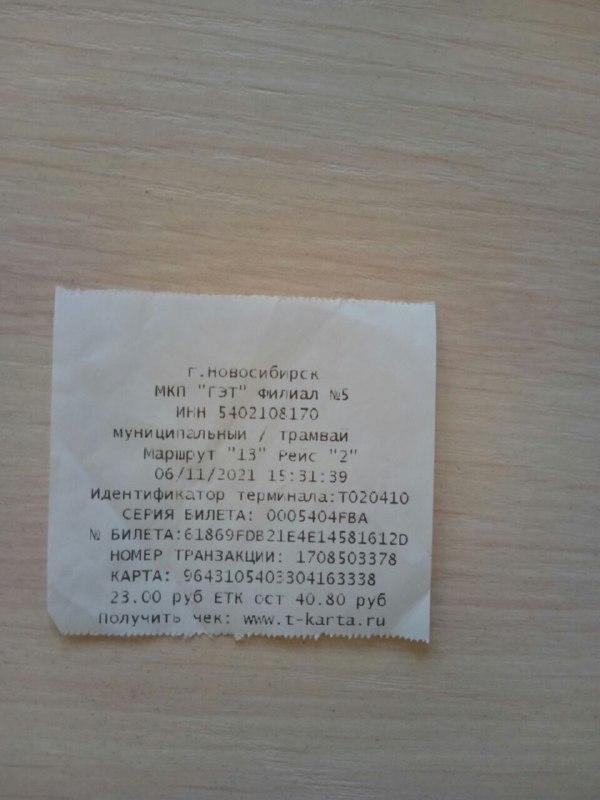 г.Новосибирск
МКП "ГЭТ" Филиал №5
ИНН 5402108170
муниципальный / трамвай
Маршрут "13" Рейс "2"
06/11/2021 15:31:39
Идентификатор терминала:T020410
СЕРИЯ БИЛЕТА: 0005404FBA
№ БИЛЕТА:61869FDB21E4E14581612D
НОМЕР ТРАНЗАКЦИИ: 1708503378
КАРТА: 9643105403304163338
23.00 руб ЕТК ост 40.80 руб
Получить чек: www.t-karta.ru